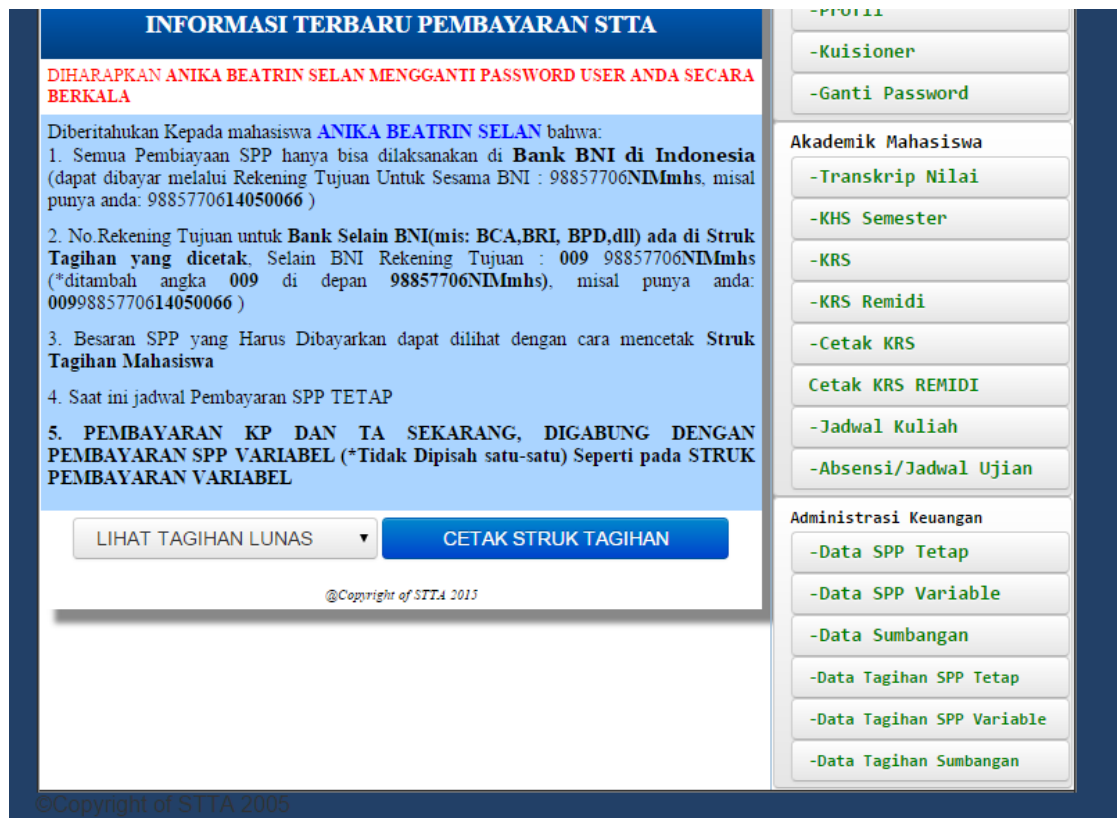 INFORMASI TERBARU PEMBAYARAN STTA
DIHARAPKAN ANIKA BEATRIN SELAN MENGGANTI PASSWORD USER ANDA SECARA
BERKALA
Diberitahukan Kepada mahasiswa ANIKA BEATRIN SELAN bahwa:
1. Semua Pembiayaan SPP hanya bisa dilaksanakan di Bank BNI di Indonesia
(dapat dibayar melalui Rekening Tujuan Untuk Sesama BNI : 98857706NIMmhs, misal
punya anda: 9885770614050066 )
2. No.Rekening Tujuan untuk Bank Selain BNI(mis: BCA,BRI, BPD,dll) ada di Struk
Tagihan yang dicetak, Selain BNI Rekening Tujuan : 009 98857706NIMmhs
(*ditambah angka 009 di depan 98857706NIMmhs), misal punya anda:
0099885770614050066 )
3. Besaran SPP yang Harus Dibayarkan dapat dilihat dengan cara mencetak Struk
Tagihan Mahasiswa
4. Saat ini jadwal Pembayaran SPP TETAP
5. PEMBAYARAN KP DAN TA SEKARANG, DIGABUNG DENGAN
PEMBAYARAN SPP VARIABEL (*Tidak Dipisah satu-satu) Seperti pada STRUK
PEMBAYARAN VARIABEL
LIHAT TAGIHAN LUNAS
CETAK STRUK TAGIHAN
@Copyright of STTA 2015
-Profil
-Kuisioner
-Ganti Password
Akademik Mahasiswa
-Transkrip Nilai
-KHS Semester
-KRS
-KRS Remidi
-Cetak KRS
Cetak KRS REMIDI
-Jadwal Kuliah
-Absensi/Jadwal Ujian
Administrasi Keuangan
-Data SPP Tetap
-Data SPP Variable
-Data Sumbangan
-Data Tagihan SPP Tetap
-Data Tagihan SPP Variable
-Data Tagihan Sumbangan
©Copyright of STTA 2005